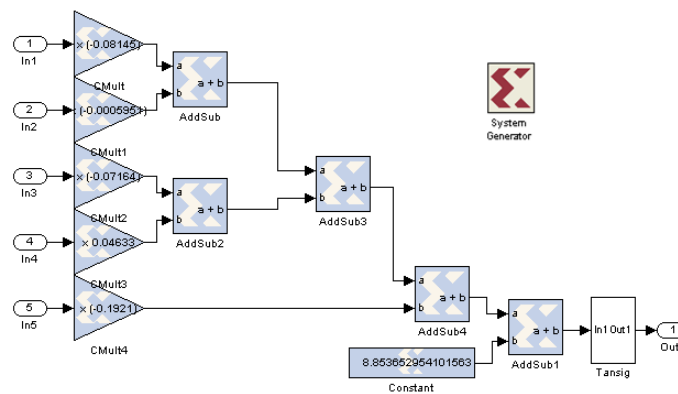 1
In1
× (-0.08145)
CMult
a
b
a + b
AddSub
2
In2
(-0.000595
CMult1
3
In3
× (-0.07164)
CMult2
a
b
a + b
AddSub2
4
In4
× 0.04633
CMult3
a
b
a + b
AddSub3
5
In5
× (-0.1921)
CMult4
a
b
a + b
AddSub4
8.853652954101563
Constant
a
b
a + b
AddSub1
In1 Out1
Tansig
1
Out
System
Generator